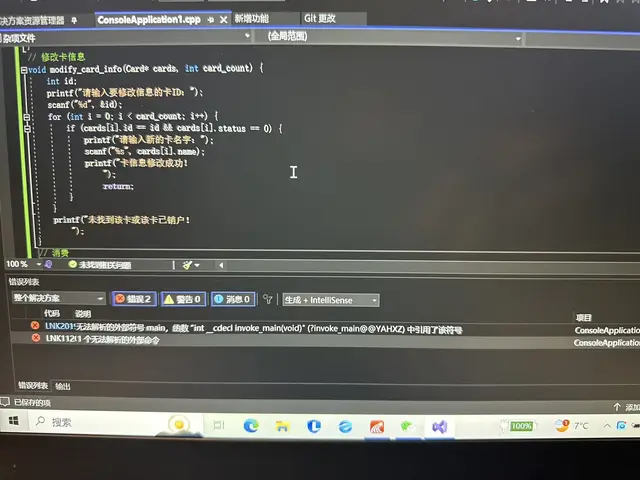 决方案资源管理器
ConsoleApplication1.cpp
新增功能
Git 更改
杂项文件
(全局范围)
// 修改卡信息
void modify_card_info(Card* cards, int card_count) {
int id;
printf("请输入要修改信息的卡ID: ");
scanf("%d", &id);
for (int i = 0; i < card_count; i++) {
if (cards[i].id == id && cards[i].status == 0) {
printf("请输入新的卡名字: ");
scanf("%s", cards[i].name);
printf("卡信息修改成功!
");
return;
}
}
printf("未找到该卡或该卡已销户!
");
}
// 消费
100 %
未找到相关问题
错误列表
整个解决方案
错误 2
警告 0
消息 0
生成 + IntelliSense
代码
说明
项目
LNK201 无法解析的外部符号 main，函数 "int __cdecl invoke_main(void)" (?invoke_main@@YAHXZ) 中引用了该符号
ConsoleApplication
LNK112 1 个无法解析的外部命令
ConsoleApplication
错误列表
输出
已保存的项
添加
搜索
100%
7°C